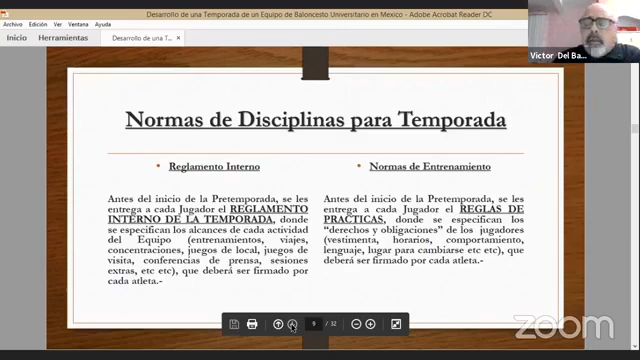 Desarrollo de una Temporada de un Equipo de Baloncesto Universitario en Mexico - Adobe Acrobat Reader DC
Archivo Edición Ver Ventana Ayuda
Inicio Herramientas Desarrollo de una T... ×
Victor Del Ba...
Normas de Disciplinas para Temporada
• Reglamento Interno
Antes del inicio de la Pretemporada, se les
entrega a cada Jugador el REGLAMENTO
INTERNO DE LA TEMPORADA, donde
se especifican los alcances de cada actividad
del Equipo (entrenamientos, viajes,
concentraciones, juegos de local, juegos de
visita, conferencias de prensa, sesiones
extras, etc etc), que deberá ser firmado por
cada atleta.-
• Normas de Entrenamiento
Antes del inicio de la Pretemporada, se les
entrega a cada Jugador el REGLAS DE
PRACTICAS, donde se especifican los
“derechos y obligaciones” de los jugadores
(vestimenta, horarios, comportamiento,
lenguaje, lugar para cambiarse etc etc), que
deberá ser firmado por cada atleta.-
9 / 32
zoom